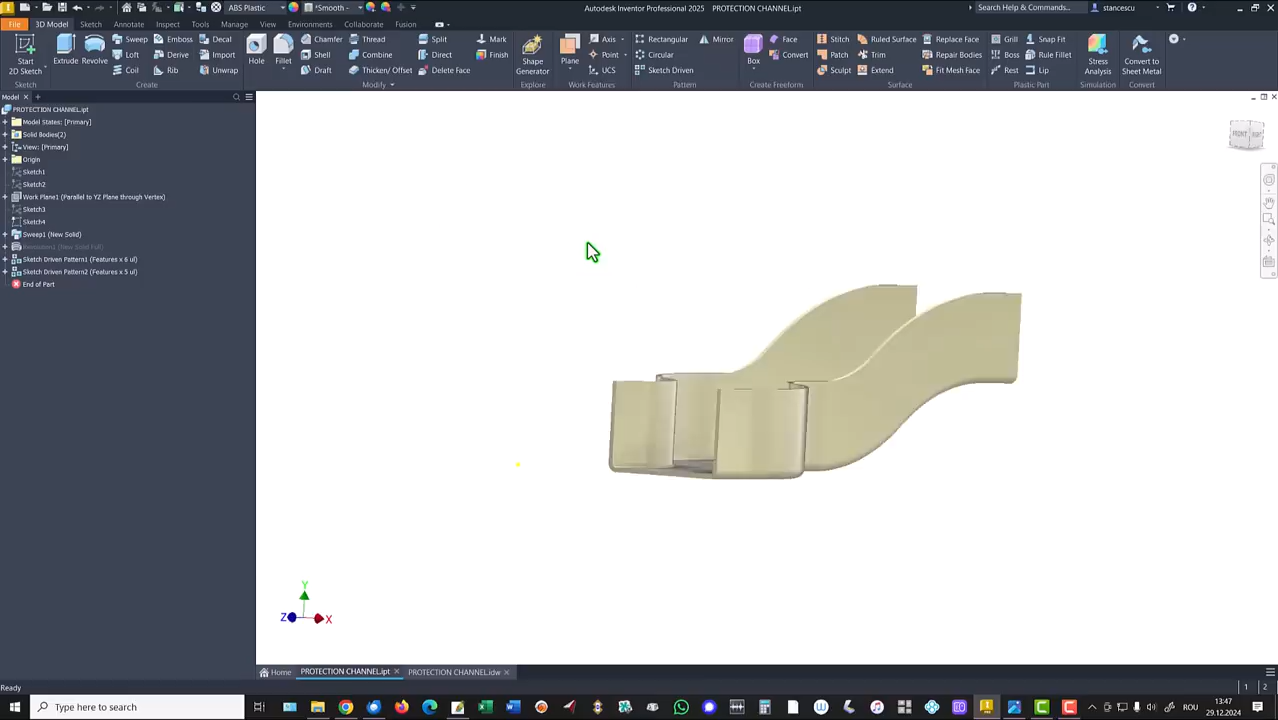 ABS Plastic
*Smooth -
Autodesk Inventor Professional 2025 PROTECTION CHANNEL.ipt
Search Help & Commands...
stancescu
File
3D Model
Sketch
Annotate
Inspect
Tools
Manage
View
Environments
Collaborate
Fusion
Start
2D Sketch
Sketch
Extrude
Revolve
Sweep
Loft
Coil
Emboss
Derive
Rib
Decal
Import
Unwrap
Create
Hole
Fillet
Chamfer
Shell
Draft
Thread
Combine
Thicken/ Offset
Split
Direct
Delete Face
Mark
Finish
Modify
Shape
Generator
Explore
Plane
Axis
Point
UCS
Work Features
Rectangular
Circular
Sketch Driven
Mirror
Pattern
Box
Face
Convert
Create Freeform
Stitch
Patch
Sculpt
Ruled Surface
Trim
Extend
Replace Face
Repair Bodies
Fit Mesh Face
Surface
Grill
Boss
Rest
Snap Fit
Rule Fillet
Lip
Plastic Part
Stress
Analysis
Simulation
Convert to
Sheet Metal
Convert
Model
PROTECTION CHANNEL.ipt
Model States: [Primary]
Solid Bodies(2)
View: [Primary]
Origin
Sketch1
Sketch2
Work Plane1 (Parallel to YZ Plane through Vertex)
Sketch3
Sketch4
Sweep1 (New Solid)
Sketch Driven Pattern1 (Features x 6 ul)
Sketch Driven Pattern2 (Features x 5 ul)
End of Part
FRONT
Y
Z
X
Home
PROTECTION CHANNEL.ipt
PROTECTION CHANNEL.idw
Ready
1
2
Type here to search
ROU
13:47
29.12.2024